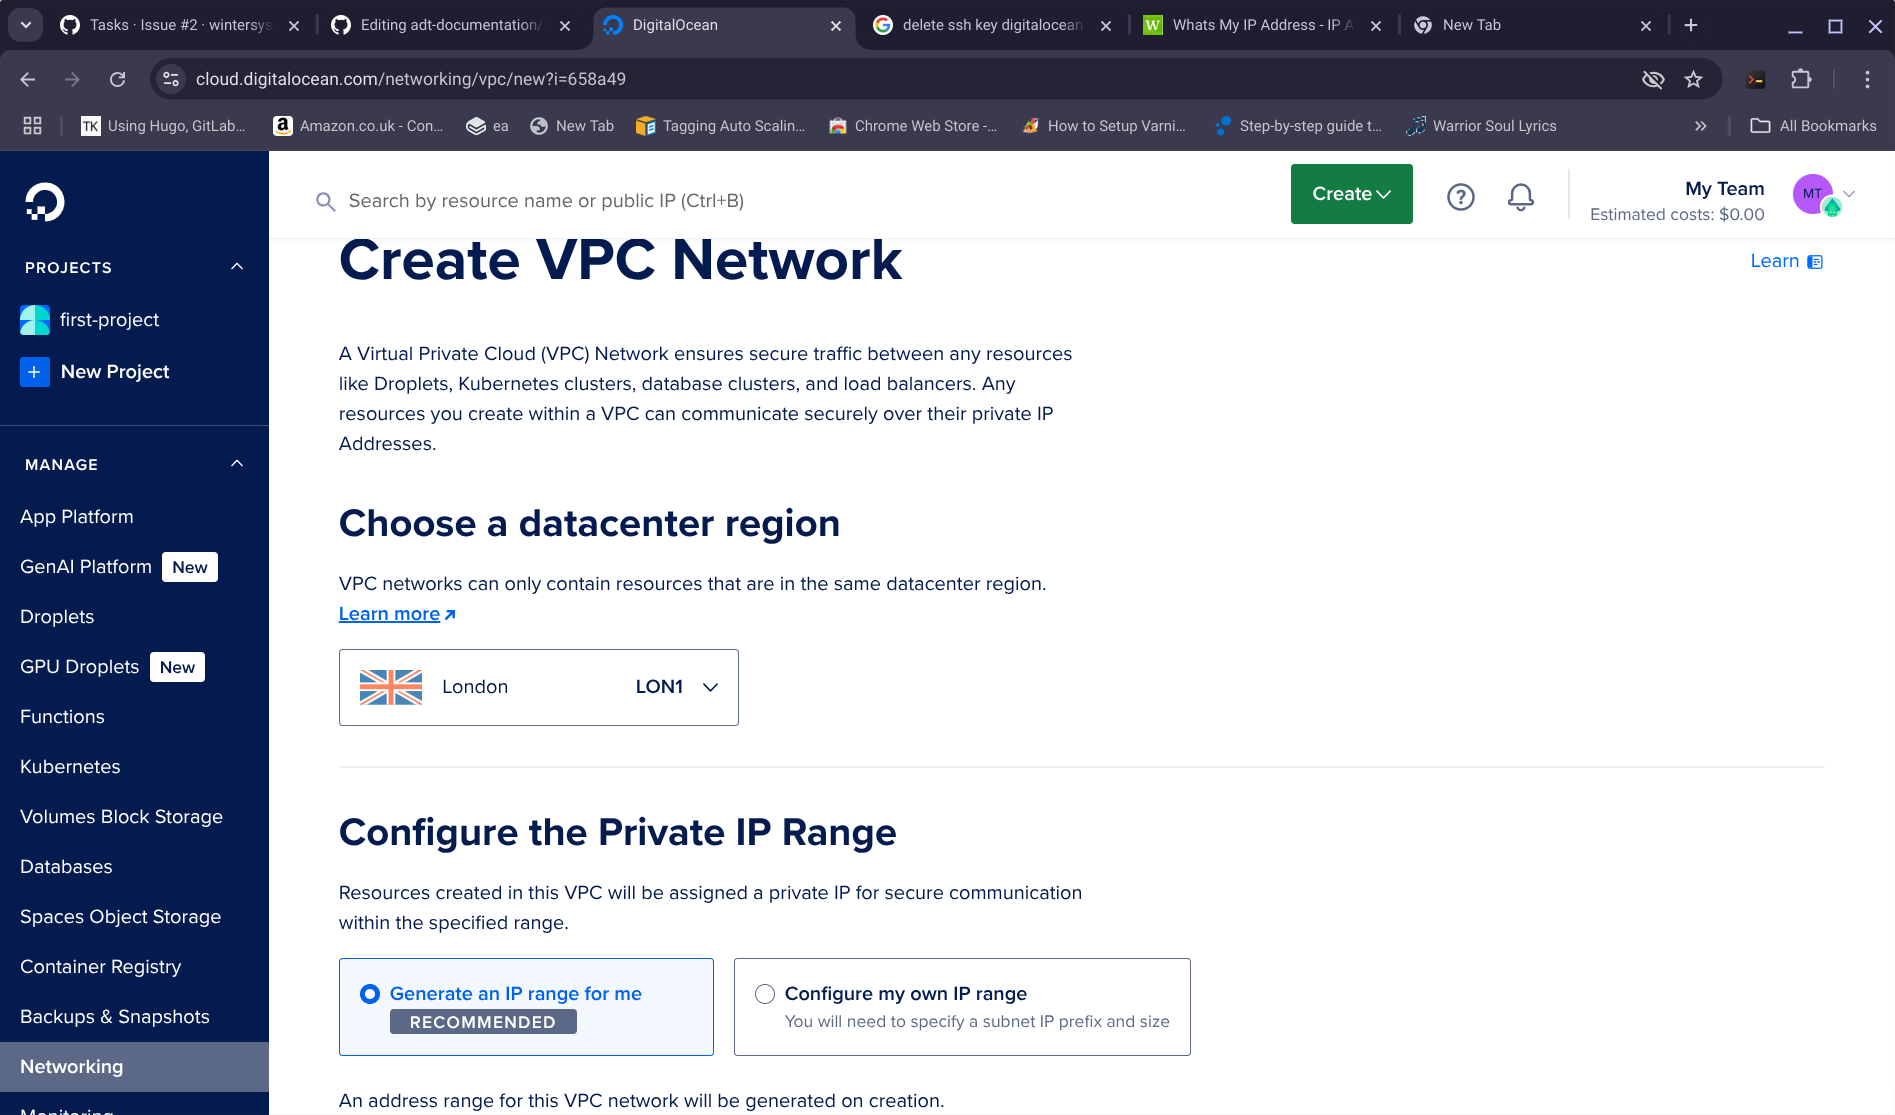 Tasks · Issue #2 · wintersys
Editing adt-documentation/
DigitalOcean
delete ssh key digitalocean
Whats My IP Address - IP A
New Tab
cloud.digitalocean.com/networking/vpc/new?i=658a49
TK Using Hugo, GitLab...
Amazon.co.uk - Con...
ea
New Tab
Tagging Auto Scalin...
Chrome Web Store -...
How to Setup Varni...
Step-by-step guide t...
Warrior Soul Lyrics
All Bookmarks
Search by resource name or public IP (Ctrl+B)
Create
My Team
Estimated costs: $0.00
MT
PROJECTS
first-project
New Project
MANAGE
App Platform
GenAI Platform New
Droplets
GPU Droplets New
Functions
Kubernetes
Volumes Block Storage
Databases
Spaces Object Storage
Container Registry
Backups & Snapshots
Networking
Monitoring
Create VPC Network
Learn
A Virtual Private Cloud (VPC) Network ensures secure traffic between any resources
like Droplets, Kubernetes clusters, database clusters, and load balancers. Any
resources you create within a VPC can communicate securely over their private IP
Addresses.
Choose a datacenter region
VPC networks can only contain resources that are in the same datacenter region.
Learn more
London LON1
Configure the Private IP Range
Resources created in this VPC will be assigned a private IP for secure communication
within the specified range.
Generate an IP range for me
RECOMMENDED
Configure my own IP range
You will need to specify a subnet IP prefix and size
An address range for this VPC network will be generated on creation.